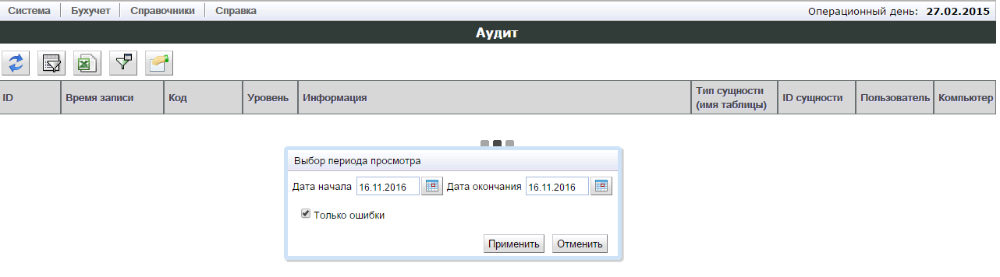 Система Бухучет Справочники Справка Операционный день: 27.02.2015
Аудит
ID Время записи Код Уровень Информация Тип сущности (имя таблицы) ID сущности Пользователь Компьютер
Выбор периода просмотра
Дата начала 16.11.2016 Дата окончания 16.11.2016
Только ошибки
Применить Отменить